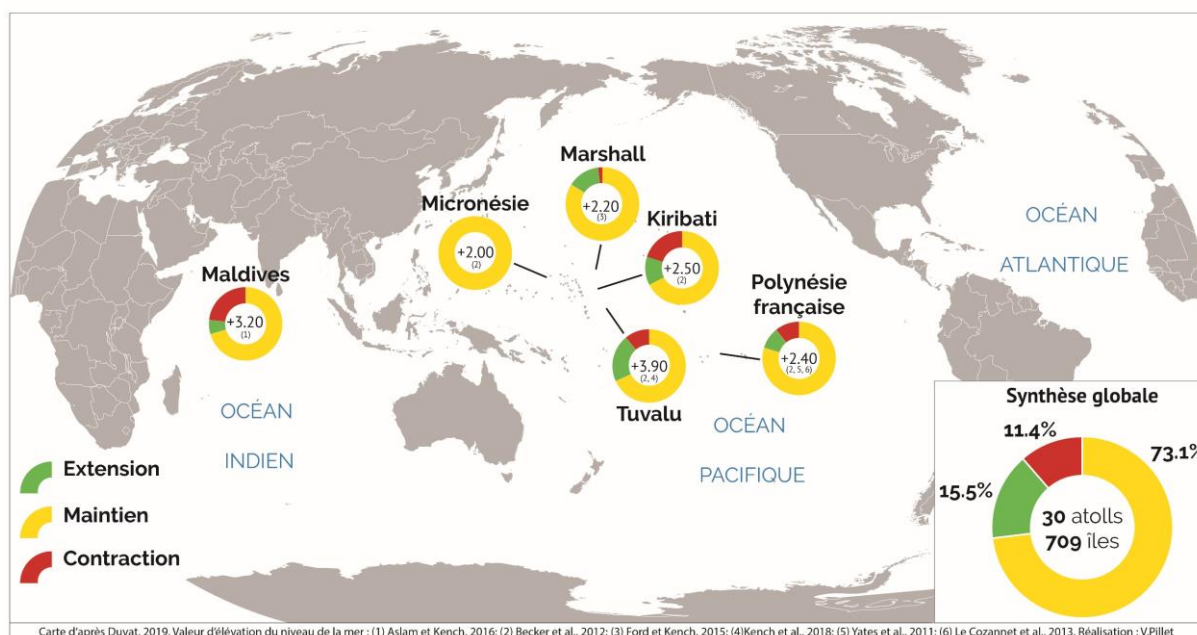 Marshall
+2.20
(3)
Micronésie
+2.00
(2)
Kiribati
+2.50
(2)
Maldives
+3.20
(1)
Polynésie
française
+2.40
(2, 5, 6)
+3.90
(2, 4)
Tuvalu
OCÉAN
ATLANTIQUE
OCÉAN
INDIEN
OCÉAN
PACIFIQUE
Extension
Maintien
Contraction
Synthèse globale
11.4%
73.1%
15.5%
30 atolls
709 îles
Carte d'après Duvat, 2019. Valeur d'élévation du niveau de la mer : (1) Aslam et Kench, 2016; (2) Becker et al., 2012; (3) Ford et Kench, 2015; (4)Kench et al., 2018; (5) Yates et al., 2011; (6) Le Cozannet et al., 2013. Réalisation : V.Pillet